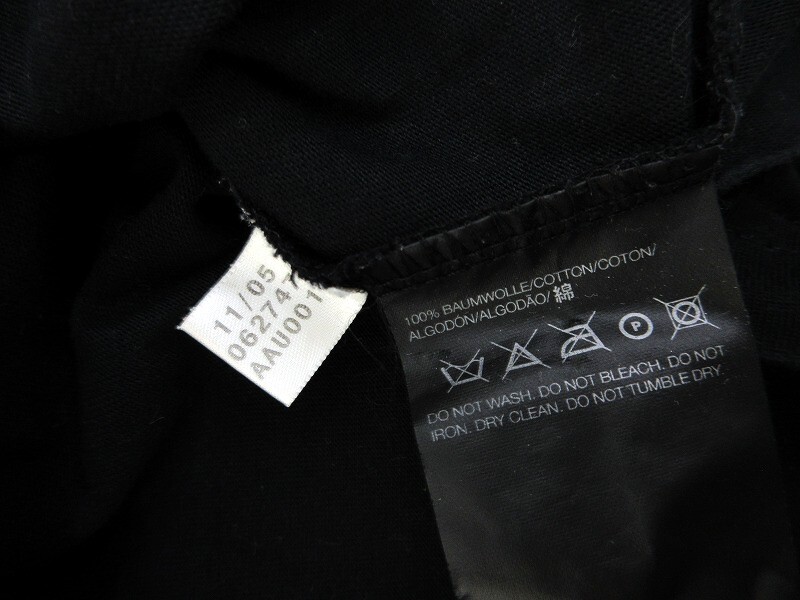 11/05
062747
AAU001
100% BAUMWOLLE/COTTON/COTON/
ALGODÓN/ALGODÃO/綿
P
DO NOT WASH. DO NOT BLEACH. DO NOT
IRON. DRY CLEAN. DO NOT TUMBLE DRY.